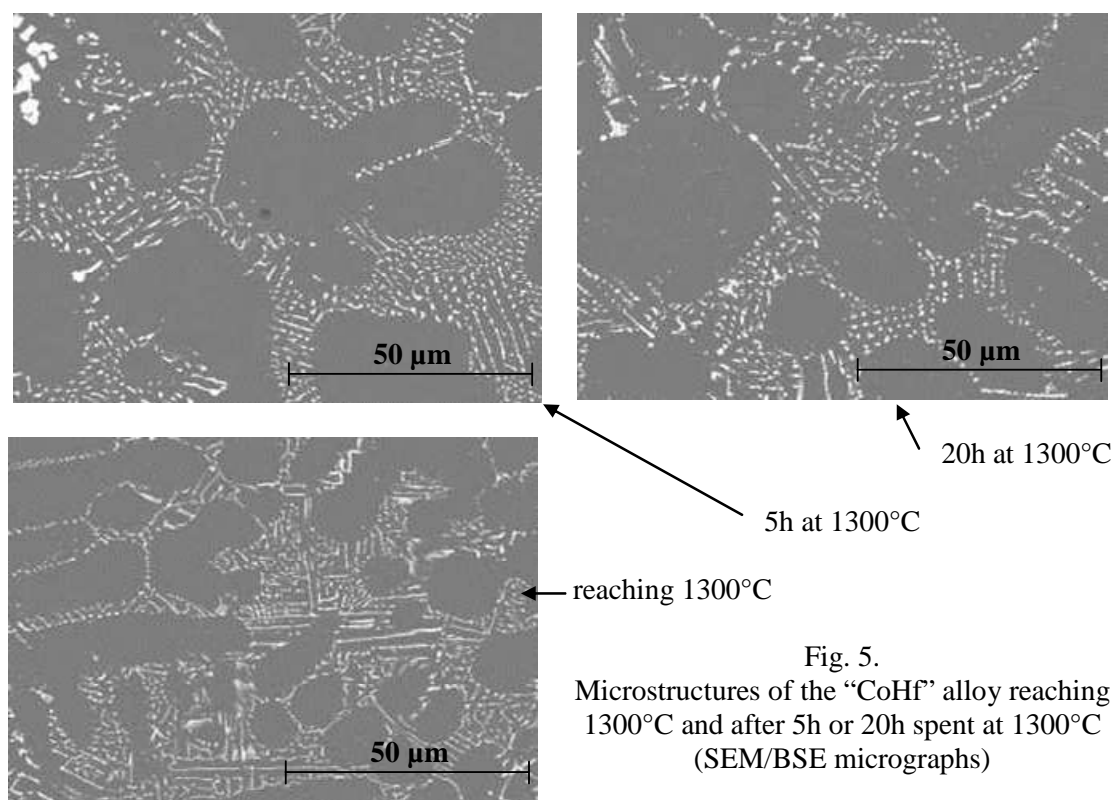 50 µm
50 µm
20h at 1300°C
5h at 1300°C
reaching 1300°C
Fig. 5.
Microstructures of the “CoHf” alloy reaching
1300°C and after 5h or 20h spent at 1300°C
(SEM/BSE micrographs)
50 µm